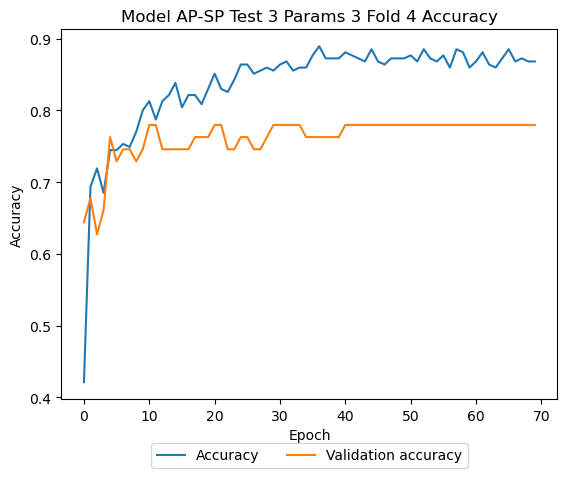 Model AP-SP Test 3 Params 3 Fold 4 Accuracy
Accuracy
0.9
0.8
0.7
0.6
0.5
0.4
0 10 20 30 40 50 60 70
Epoch
Accuracy Validation accuracy